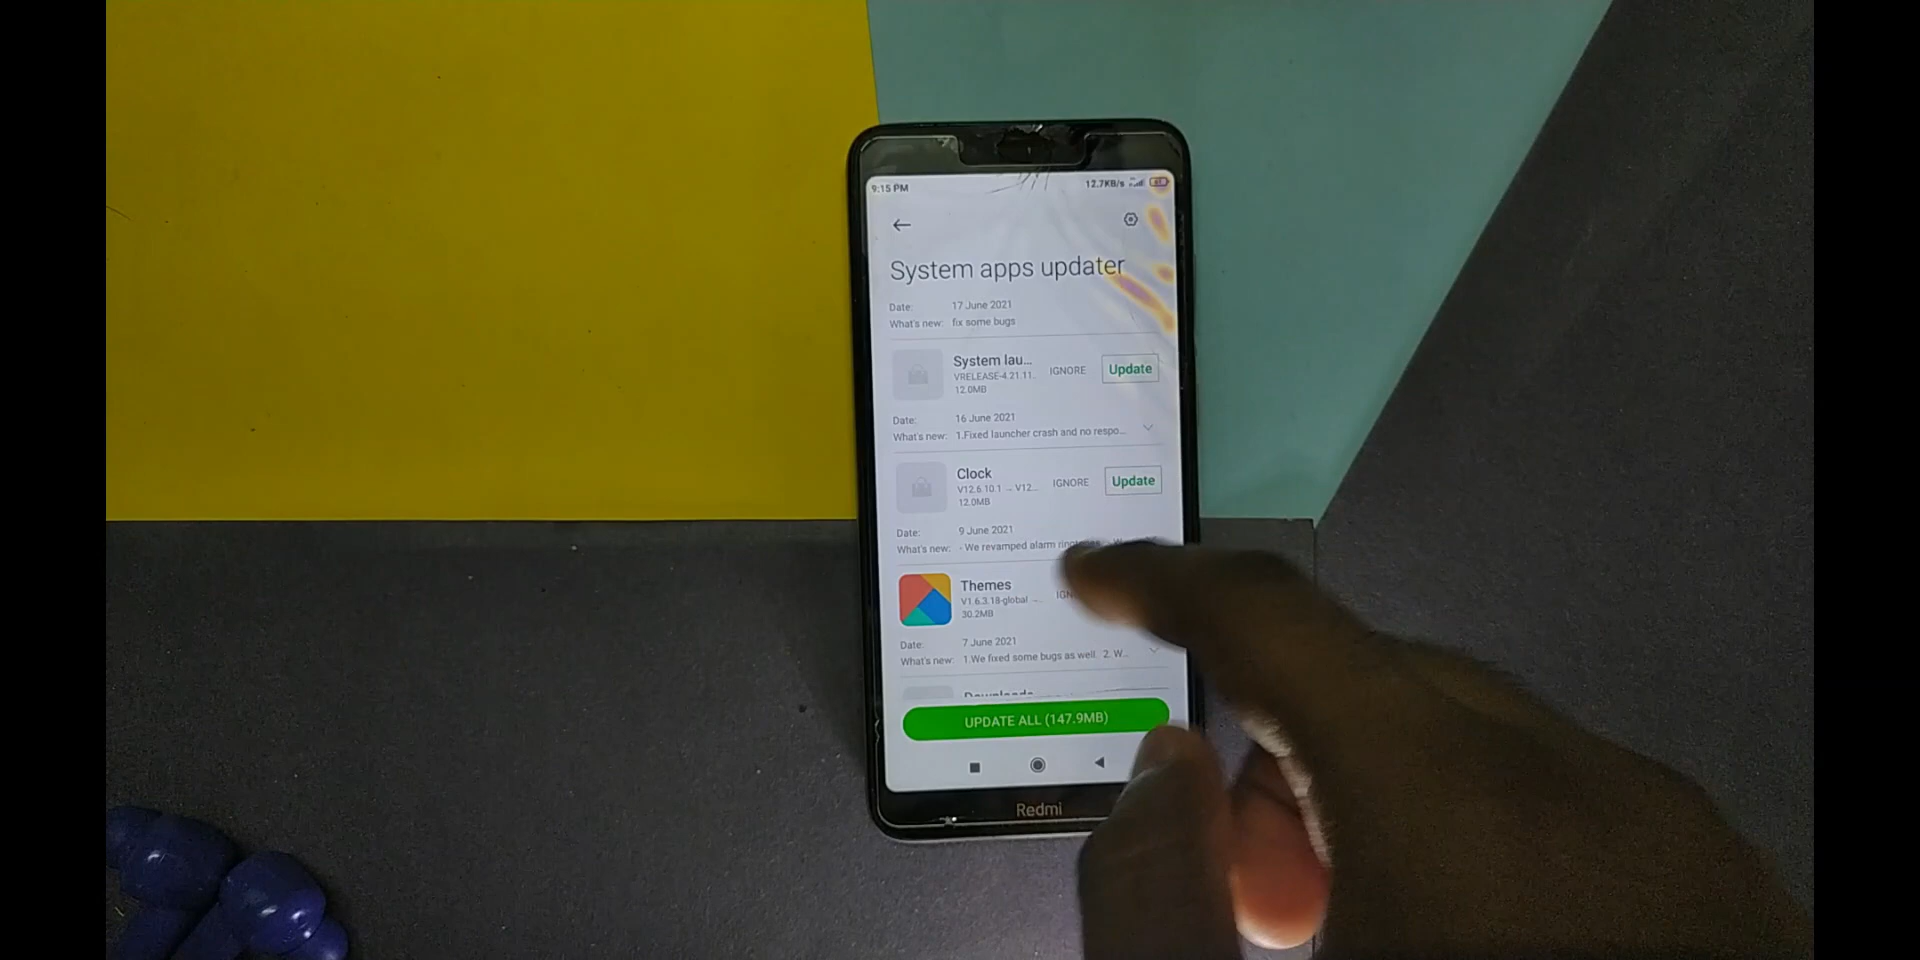 9:15 PM 12.7KB/s
System apps updater
Date: 17 June 2021
What's new: fix some bugs
System lau...
IGNORE
Update
VRELEASE-4.21.11.
12.0MB
Date: 16 June 2021
What's new: 1.Fixed launcher crash and no respo...
Clock
IGNORE
Update
V12.6.10.1 → V12...
12.0MB
Date: 9 June 2021
What's new: - We revamped alarm
Themes
V1.6.3.18-global →...
30.2MB
Date: 7 June 2021
What's new: 1.We fixed some bugs as well. 2. W...
Downloads
UPDATE ALL (147.9MB)
Redmi